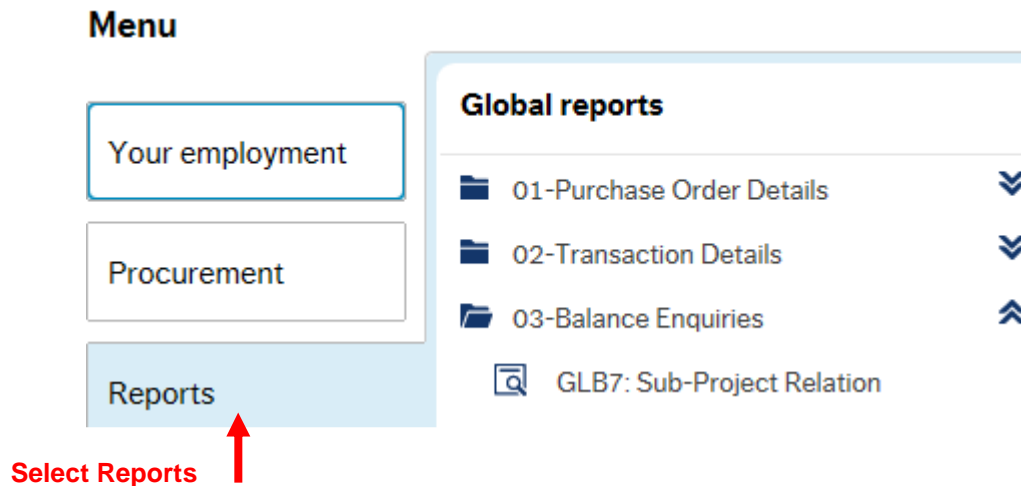 Menu
Your employment
Procurement
Reports
Select Reports
Global reports
01-Purchase Order Details
02-Transaction Details
03-Balance Enquiries
GLB7: Sub-Project Relation